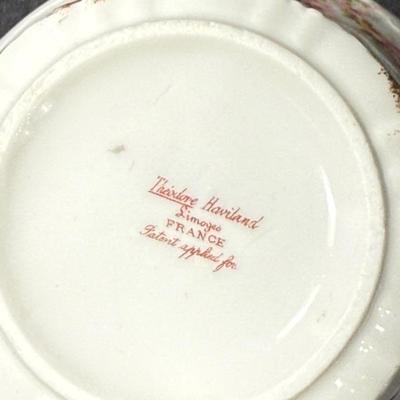 Théodore Haviland
Limoges
FRANCE
Patent applied for